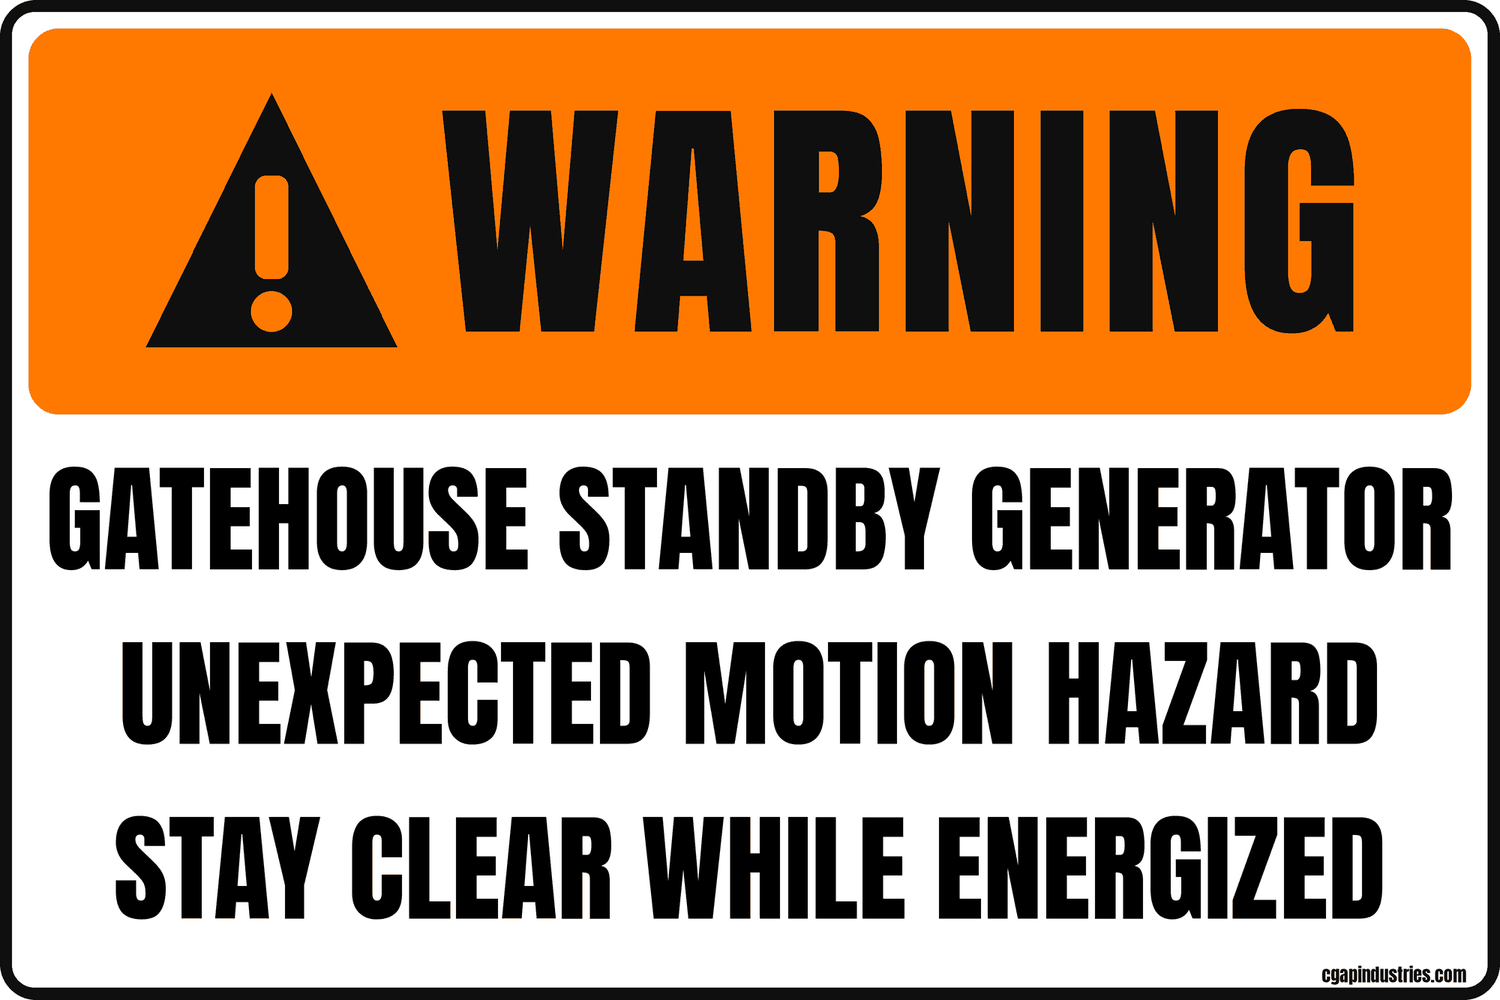 WARNING
GATEHOUSE STANDBY GENERATOR
UNEXPECTED MOTION HAZARD
STAY CLEAR WHILE ENERGIZED
cgapindustries.com